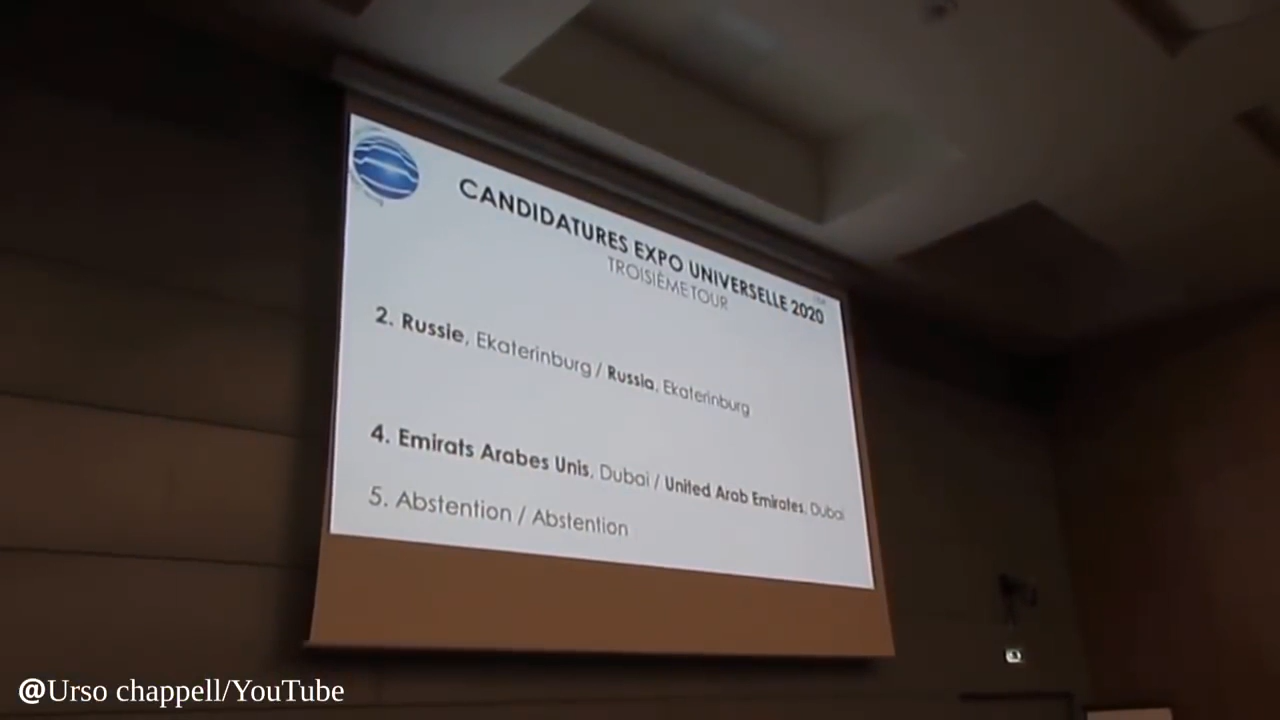 CANDIDATURES EXPO UNIVERSELLE 2020
TROISIÈME TOUR
2. Russie, Ekaterinburg / Russia, Ekaterinburg
4. Emirats Arabes Unis, Dubai / United Arab Emirates, Dubai
5. Abstention / Abstention
@Urso chappell/YouTube